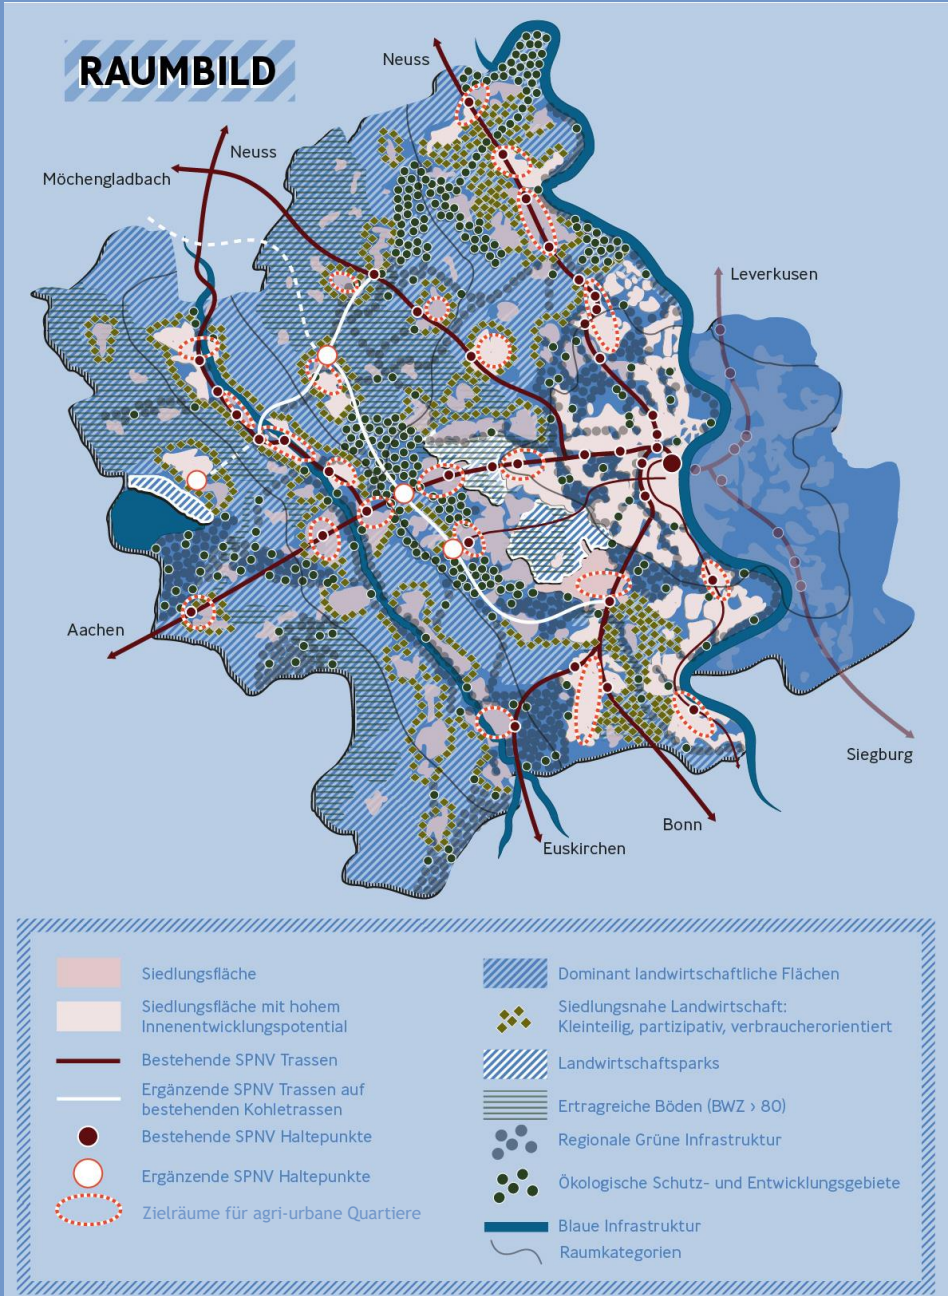 RAUMBILD
Neuss
Neuss
Möchengladbach
Leverkusen
Aachen
Siegburg
Bonn
Euskirchen
Siedlungsfläche
Siedlungsfläche mit hohem
Innenentwicklungspotential
Bestehende SPNV Trassen
Ergänzende SPNV Trassen auf
bestehenden Kohletrassen
Bestehende SPNV Haltepunkte
Ergänzende SPNV Haltepunkte
Zielräume für agri-urbane Quartiere
Dominant landwirtschaftliche Flächen
Siedlungsnahe Landwirtschaft:
Kleinteilig, partizipativ, verbraucherorientiert
Landwirtschaftsparks
Ertragreiche Böden (BWZ > 80)
Regionale Grüne Infrastruktur
Ökologische Schutz- und Entwicklungsgebiete
Blaue Infrastruktur
Raumkategorien